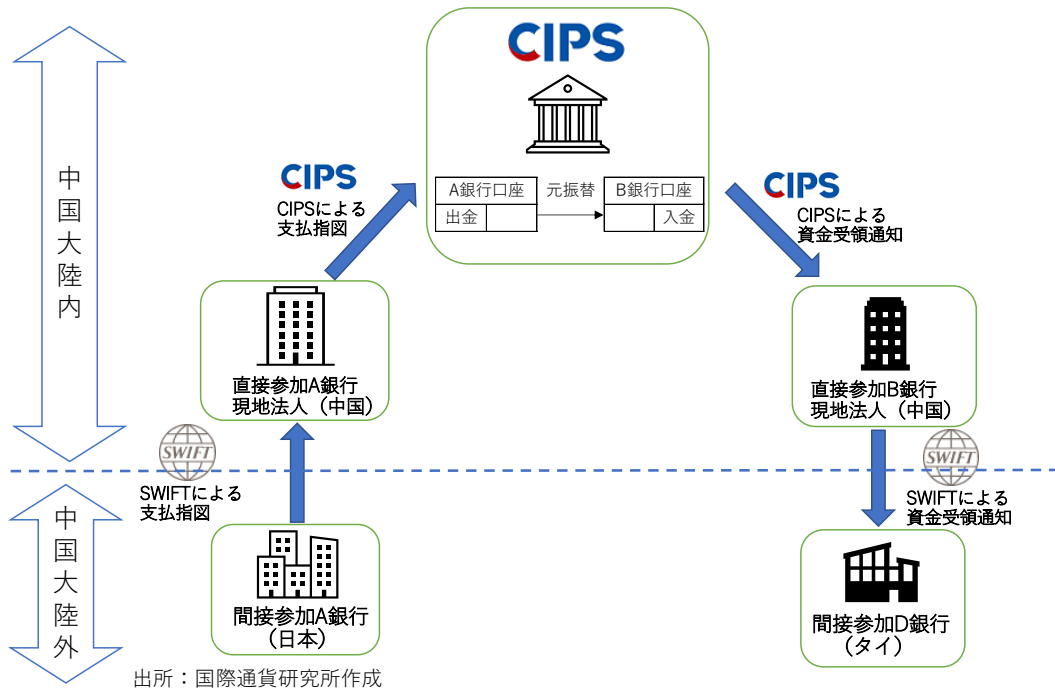 CIPS
A銀行口座
元振替
B銀行口座
出金
入金
CIPS
CIPSによる
支払指図
CIPS
CIPSによる
資金受領通知
中国大陸内
直接参加A銀行
現地法人（中国）
直接参加B銀行
現地法人（中国）
SWIFT
SWIFTによる
支払指図
SWIFT
SWIFTによる
資金受領通知
中国大陸外
間接参加A銀行
（日本）
間接参加D銀行
（タイ）
出所：国際通貨研究所作成